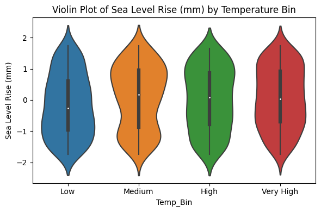 Violin Plot of Sea Level Rise (mm) by Temperature Bin
Sea Level Rise (mm)
2
1
0
−1
−2
Low Medium High Very High
Temp_Bin